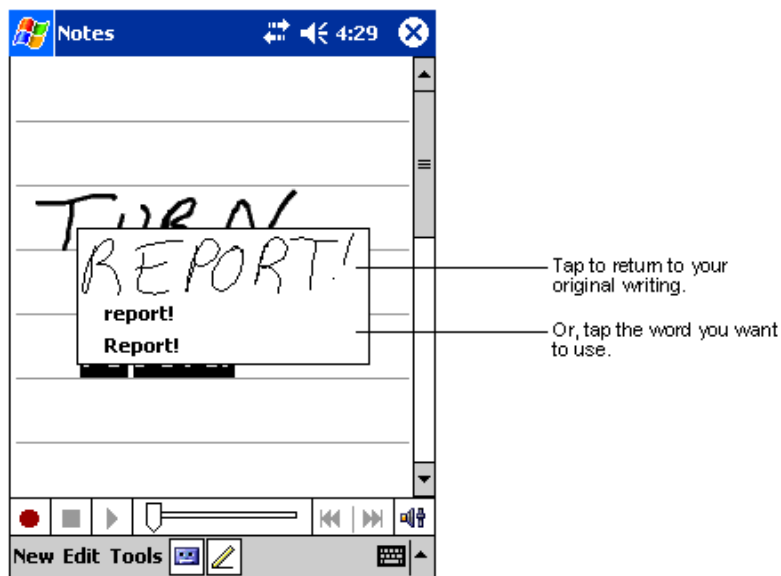 Notes 4:29
TURN
REPORT!
report!
Report!
Tap to return to your
original writing.
Or, tap the word you want
to use.
New Edit Tools